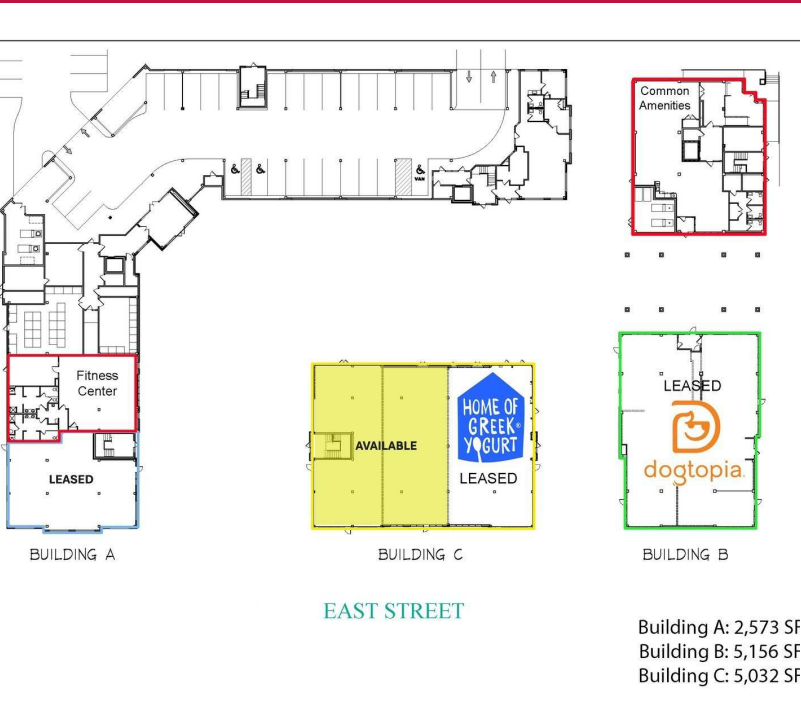 Common
Amenities
VAN
Fitness
Center
LEASED
AVAILABLE
HOME OF
GREEK®
YOGURT
LEASED
LEASED
dogtopia
BUILDING A
BUILDING C
BUILDING B
EAST STREET
Building A: 2,573 SF
Building B: 5,156 SF
Building C: 5,032 SF